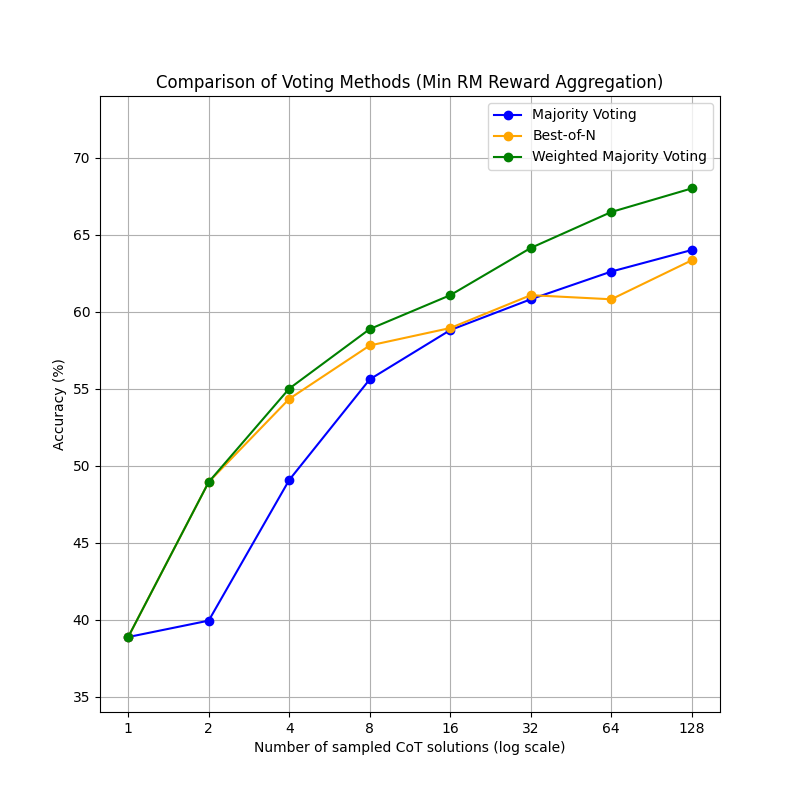 Comparison of Voting Methods (Min RM Reward Aggregation)
Majority Voting
Best-of-N
Weighted Majority Voting
70
65
60
55
50
45
40
35
Accuracy (%)
1 2 4 8 16 32 64 128
Number of sampled CoT solutions (log scale)